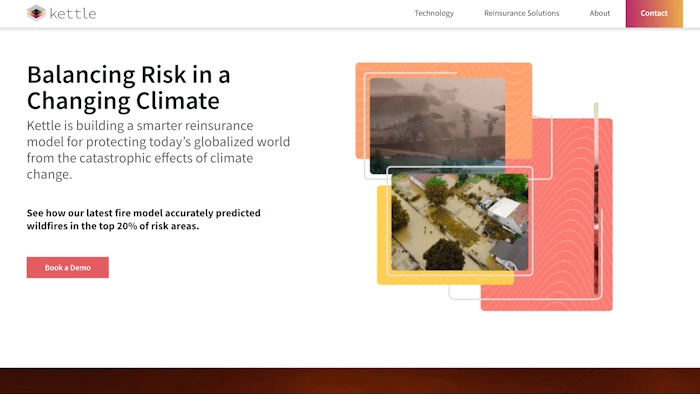 kettle
Technology
Reinsurance Solutions
About
Contact
Balancing Risk in a
Changing Climate
Kettle is building a smarter reinsurance
model for protecting today's globalized world
from the catastrophic effects of climate
change.
See how our latest fire model accurately predicted
wildfires in the top 20% of risk areas.
Book a Demo